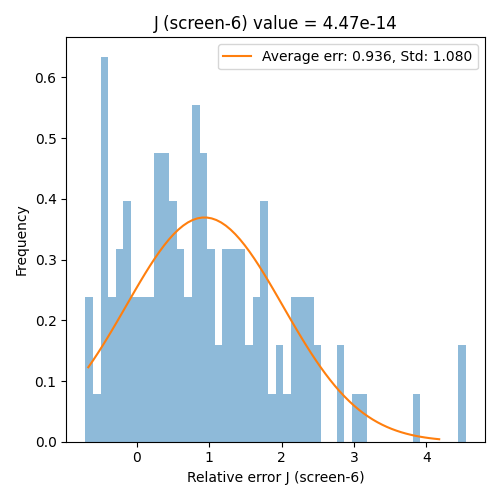 J (screen-6) value = 4.47e-14
Average err: 0.936, Std: 1.080
Frequency
0.6
0.5
0.4
0.3
0.2
0.1
0.0
0 1 2 3 4
Relative error J (screen-6)